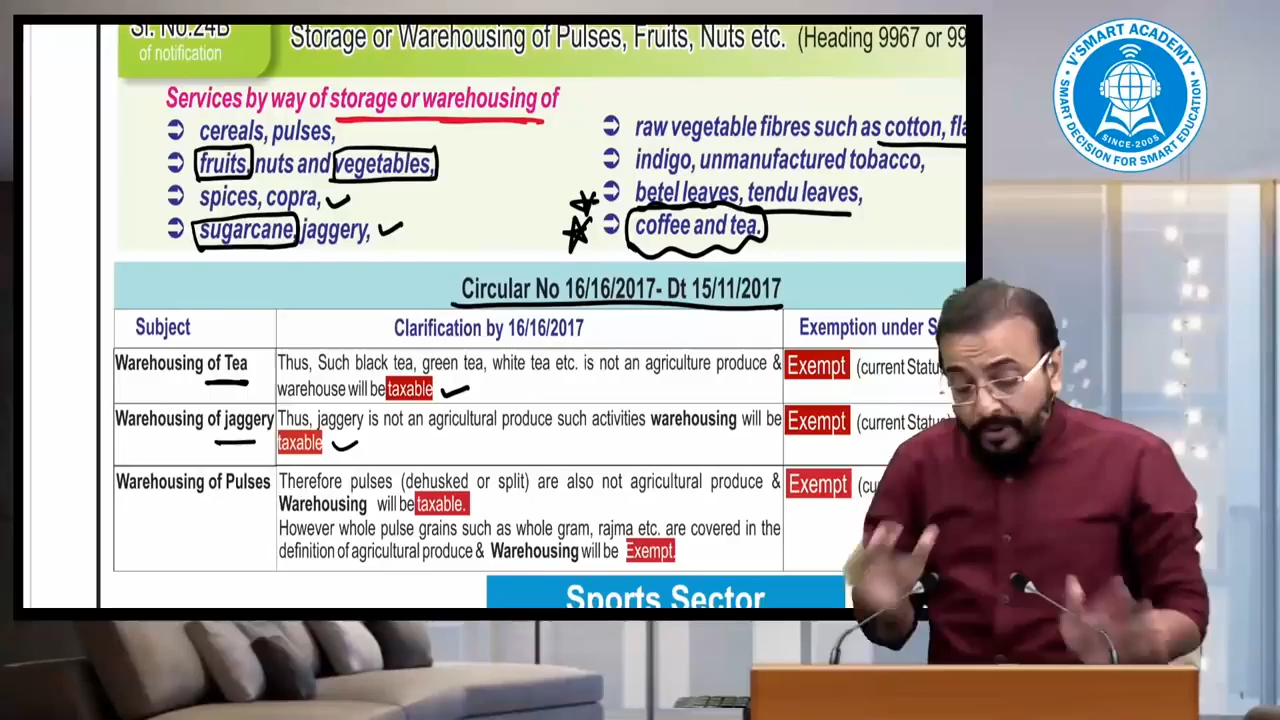 Sl. No.24B
of notification
Storage or Warehousing of Pulses, Fruits, Nuts etc. (Heading 9967 or 99
Services by way of storage or warehousing of
cereals, pulses,
fruits, nuts and vegetables,
spices, copra,
sugarcane, jaggery,
raw vegetable fibres such as cotton, fla
indigo, unmanufactured tobacco,
betel leaves, tendu leaves,
coffee and tea.
Circular No 16/16/2017- Dt 15/11/2017
Subject Clarification by 16/16/2017 Exemption under S
Warehousing of Tea
Thus, Such black tea, green tea, white tea etc. is not an agriculture produce &
warehouse will be taxable
Exempt (current Statu
Warehousing of jaggery
Thus, jaggery is not an agricultural produce such activities warehousing will be
taxable
Exempt (current Status
Warehousing of Pulses
Therefore pulses (dehusked or split) are also not agricultural produce &
Warehousing will be taxable.
However whole pulse grains such as whole gram, rajma etc. are covered in the
definition of agricultural produce & Warehousing will be Exempt.
Exempt (cu
Sports Sector
V'SMART ACADEMY
SMART DECISION FOR SMART EDUCATION
SINCE-2005